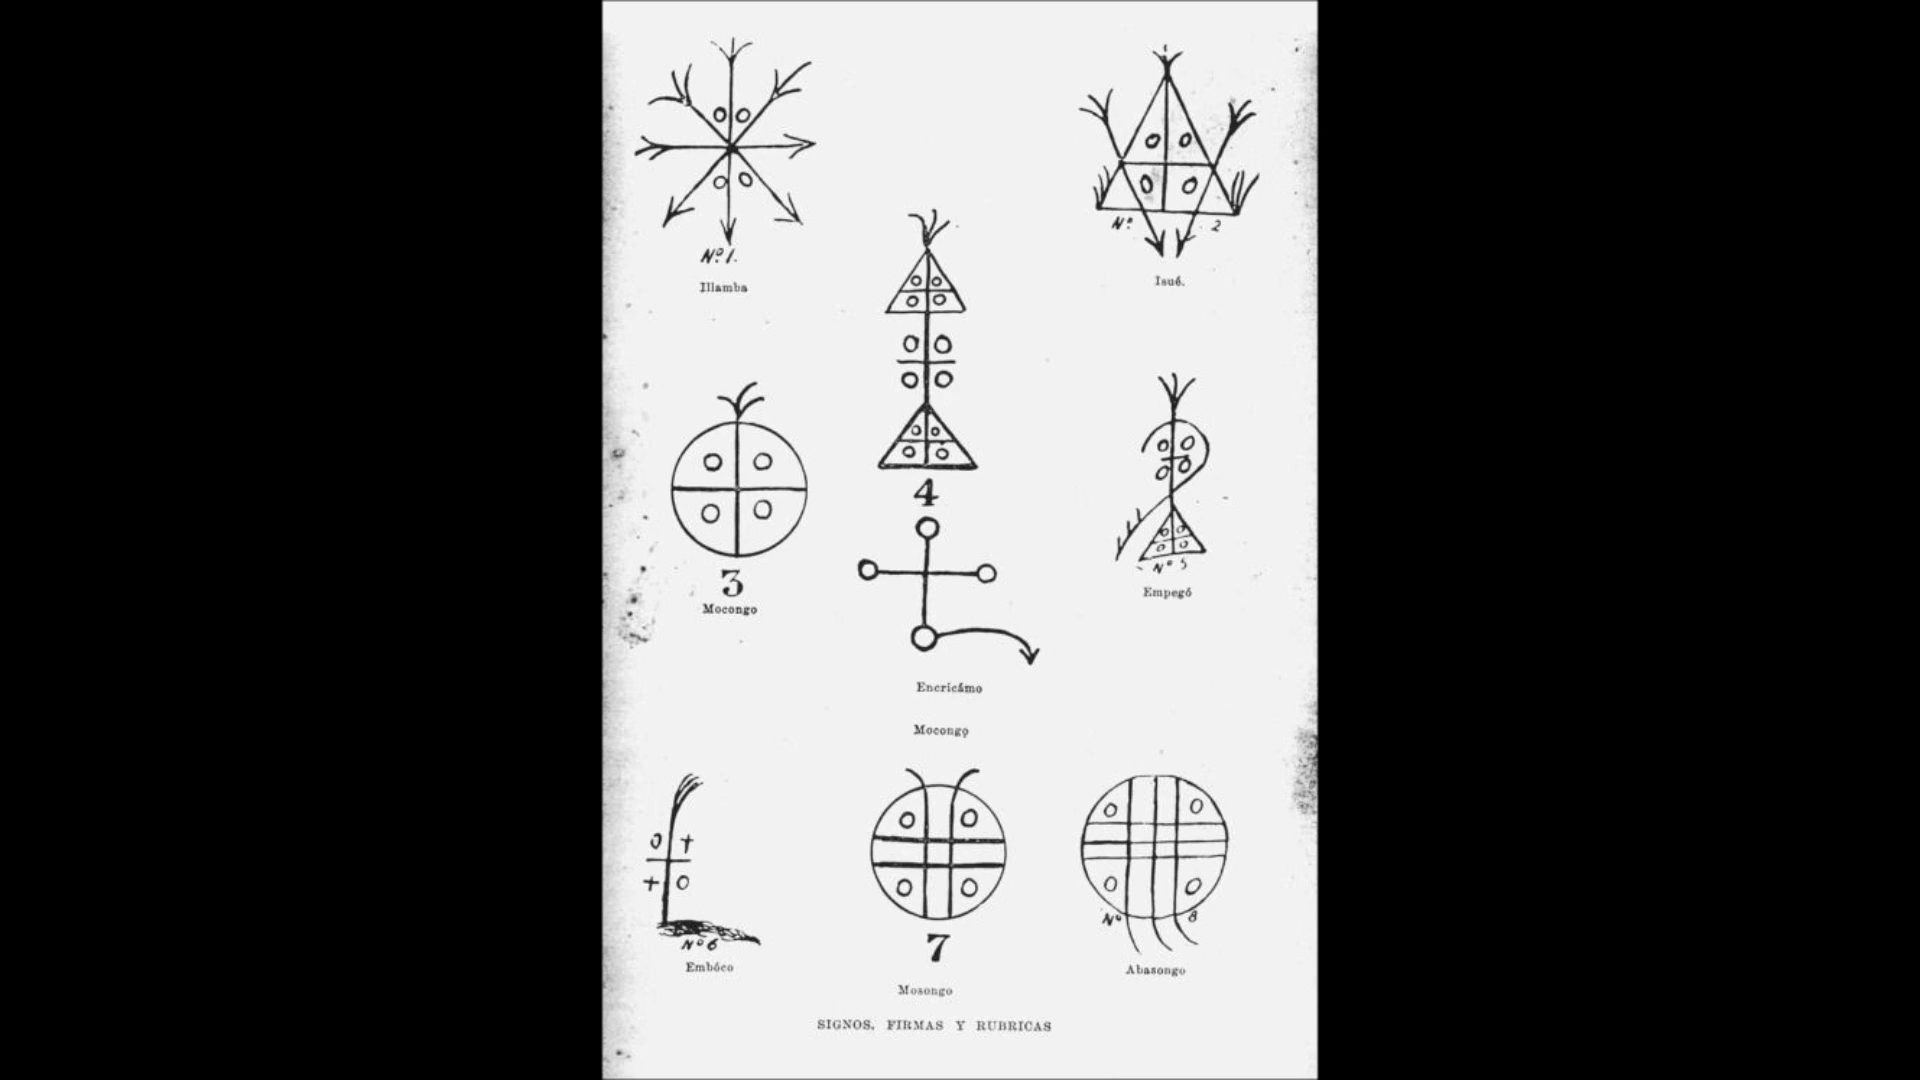 Nº 1.
Illamba
Nº 2
Isué.
3
Mocongo
4
Encricámo
Mocongo
Nº 5
Empegó
Nº 6
Embóco
7
Mosongo
Nº 8
Abasongo
SIGNOS, FIRMAS Y RUBRICAS